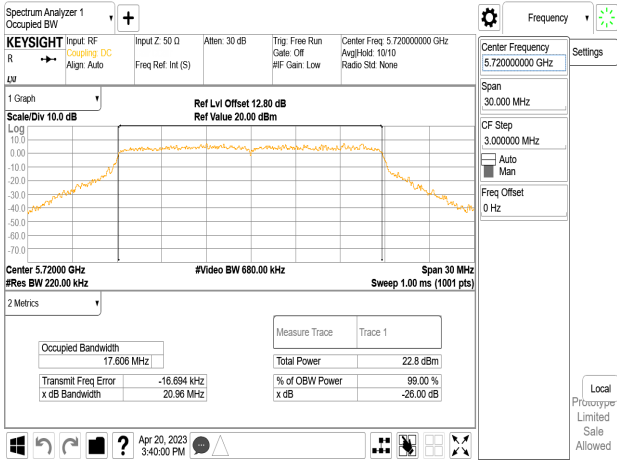 Spectrum Analyzer 1
Occupied BW
Frequency
KEYSIGHT
R
LXI
Input: RF
Coupling: DC
Align: Auto
Input Z: 50 Ω
Freq Ref: Int (S)
Atten: 30 dB
Trig: Free Run
Gate: Off
#IF Gain: Low
Center Freq: 5.720000000 GHz
Avg|Hold: 10/10
Radio Std: None
Center Frequency
5.720000000 GHz
Settings
Span
30.000 MHz
CF Step
3.000000 MHz
Auto
Man
Freq Offset
0 Hz
1 Graph
Scale/Div 10.0 dB
Ref Lvl Offset 12.80 dB
Ref Value 20.00 dBm
Log
10.0
0.00
-10.0
-20.0
-30.0
-40.0
-50.0
-60.0
-70.0
Center 5.72000 GHz
#Video BW 680.00 kHz
Span 30 MHz
#Res BW 220.00 kHz
Sweep 1.00 ms (1001 pts)
2 Metrics
Measure Trace
Trace 1
Occupied Bandwidth
17.606 MHz
Total Power
22.8 dBm
Transmit Freq Error
-16.694 kHz
% of OBW Power
99.00 %
x dB Bandwidth
20.96 MHz
x dB
-26.00 dB
Local
Prototype
Limited
Sale
Allowed
Apr 20, 2023
3:40:00 PM